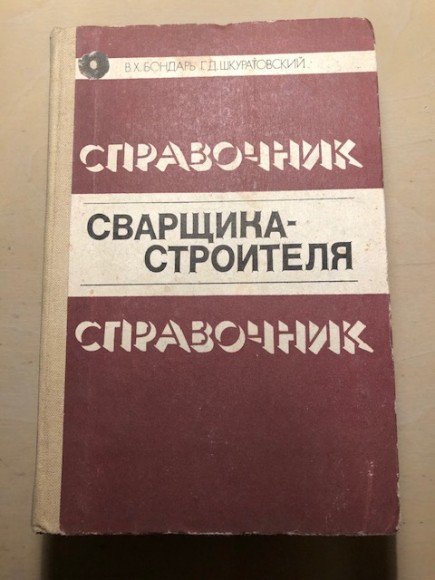 В.Х. БОНДАРЬ Г.Д. ШКУРАТОВСКИЙ
СПРАВОЧНИК
СВАРЩИКА-
СТРОИТЕЛЯ
СПРАВОЧНИК